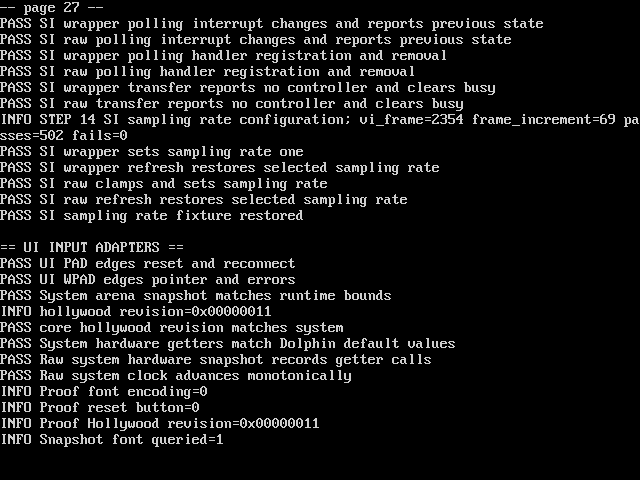 -- page 27 --
PASS SI wrapper polling interrupt changes and reports previous state
PASS SI raw polling interrupt changes and reports previous state
PASS SI wrapper polling handler registration and removal
PASS SI raw polling handler registration and removal
PASS SI wrapper transfer reports no controller and clears busy
PASS SI raw transfer reports no controller and clears busy
INFO STEP 14 SI sampling rate configuration; vi_frame=2354 frame_increment=69 pa
sses=502 fails=0
PASS SI wrapper sets sampling rate one
PASS SI wrapper refresh restores selected sampling rate
PASS SI raw clamps and sets sampling rate
PASS SI raw refresh restores selected sampling rate
PASS SI sampling rate fixture restored
== UI INPUT ADAPTERS ==
PASS UI PAD edges reset and reconnect
PASS UI WPAD edges pointer and errors
PASS System arena snapshot matches runtime bounds
INFO hollywood revision=0x00000011
PASS core hollywood revision matches system
PASS System hardware getters match Dolphin default values
PASS Raw system hardware snapshot records getter calls
PASS Raw system clock advances monotonically
INFO Proof font encoding=0
INFO Proof reset button=0
INFO Proof Hollywood revision=0x00000011
INFO Snapshot font queried=1